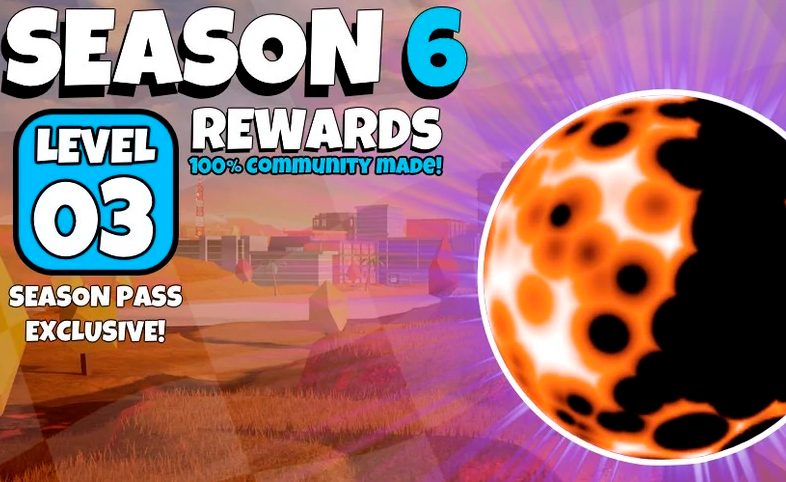 SEASON 6
REWARDS
100% COMMUNITY MADE!
LEVEL
03
SEASON PASS
EXCLUSIVE!